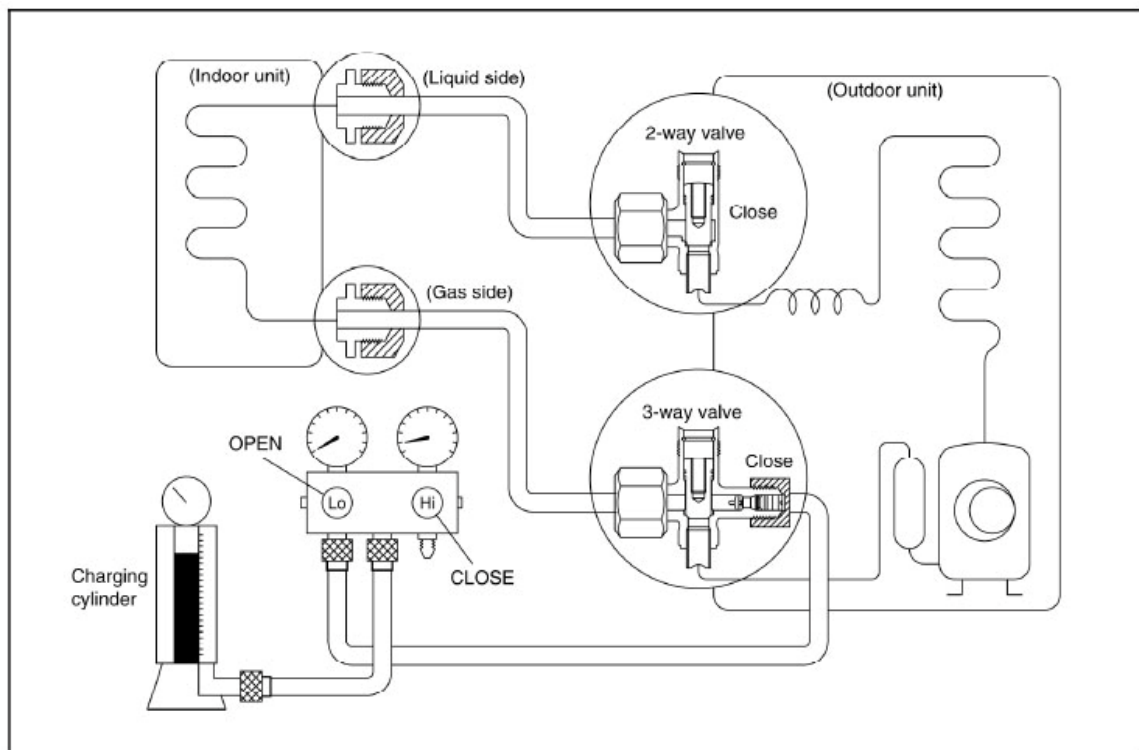 (Indoor unit)
(Liquid side)
(Outdoor unit)
2-way valve
Close
(Gas side)
3-way valve
Close
OPEN
Lo
Hi
CLOSE
Charging
cylinder